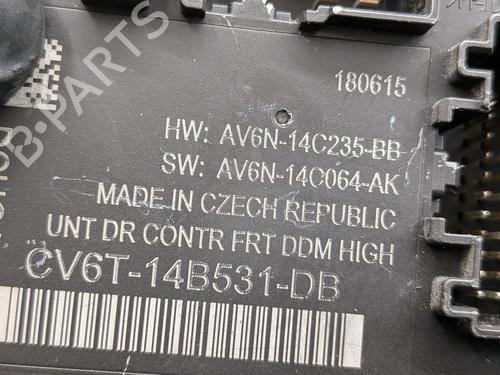 B-PARTS
180615
HW: AV6N-14C235-BB
SW: AV6N-14C064-AK
MADE IN CZECH REPUBLIC
UNT DR CONTR FRT DDM HIGH
CV6T-14B531-DB